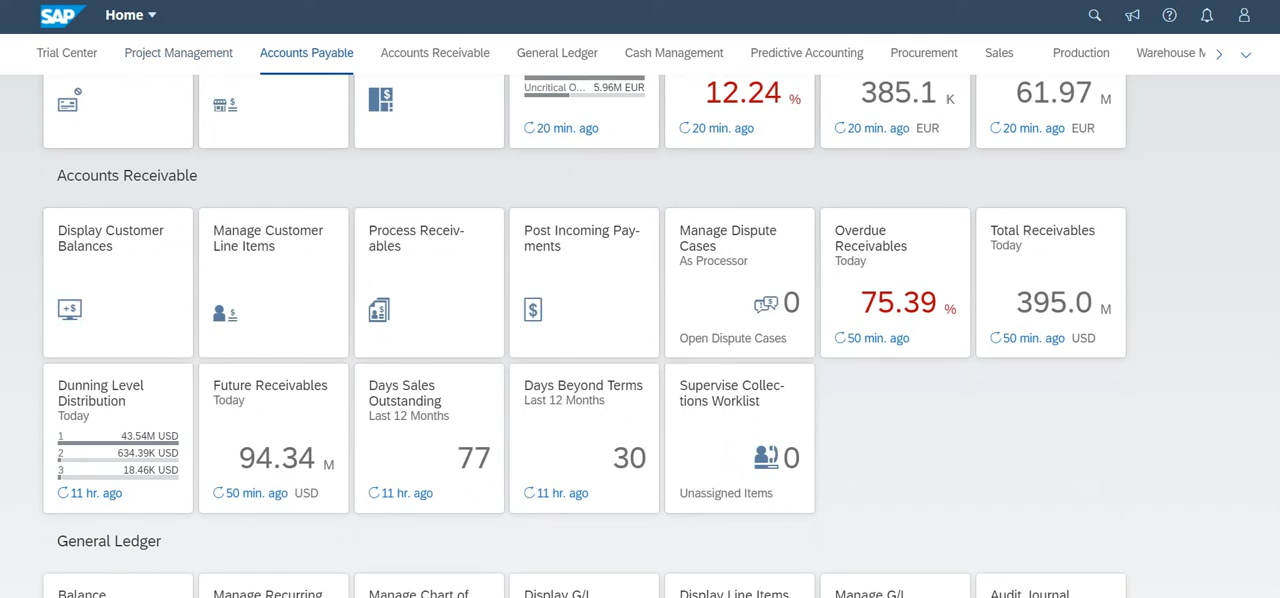 SAP Home
Trial Center Project Management Accounts Payable Accounts Receivable General Ledger Cash Management Predictive Accounting Procurement Sales Production Warehouse M
Uncritical O... 5.96M EUR
12.24 %
385.1 K
61.97 M
20 min. ago
20 min. ago
20 min. ago EUR
20 min. ago EUR
Accounts Receivable
Display Customer
Balances
Manage Customer
Line Items
Process Receiv-
ables
Post Incoming Pay-
ments
Manage Dispute
Cases
As Processor
0
Open Dispute Cases
Overdue
Receivables
Today
75.39 %
50 min. ago
Total Receivables
Today
395.0 M
50 min. ago USD
Dunning Level
Distribution
Today
1 43.54M USD
2 634.39K USD
3 18.46K USD
11 hr. ago
Future Receivables
Today
94.34 M
50 min. ago USD
Days Sales
Outstanding
Last 12 Months
77
11 hr. ago
Days Beyond Terms
Last 12 Months
30
11 hr. ago
Supervise Collec-
tions Worklist
0
Unassigned Items
General Ledger
Balance
Manage Recurring
Manage Chart of
Display G/L
Display Line Items
Manage G/L
Audit Journal